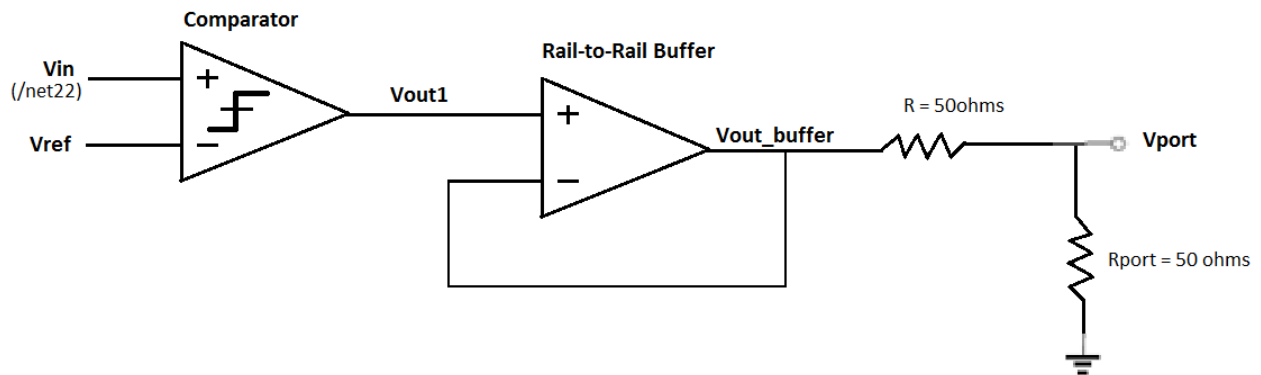 Comparator
Rail-to-Rail Buffer
Vin
(/net22)
Vref
+
−
Vout1
+
−
Vout_buffer
R = 50ohms
Vport
Rport = 50 ohms